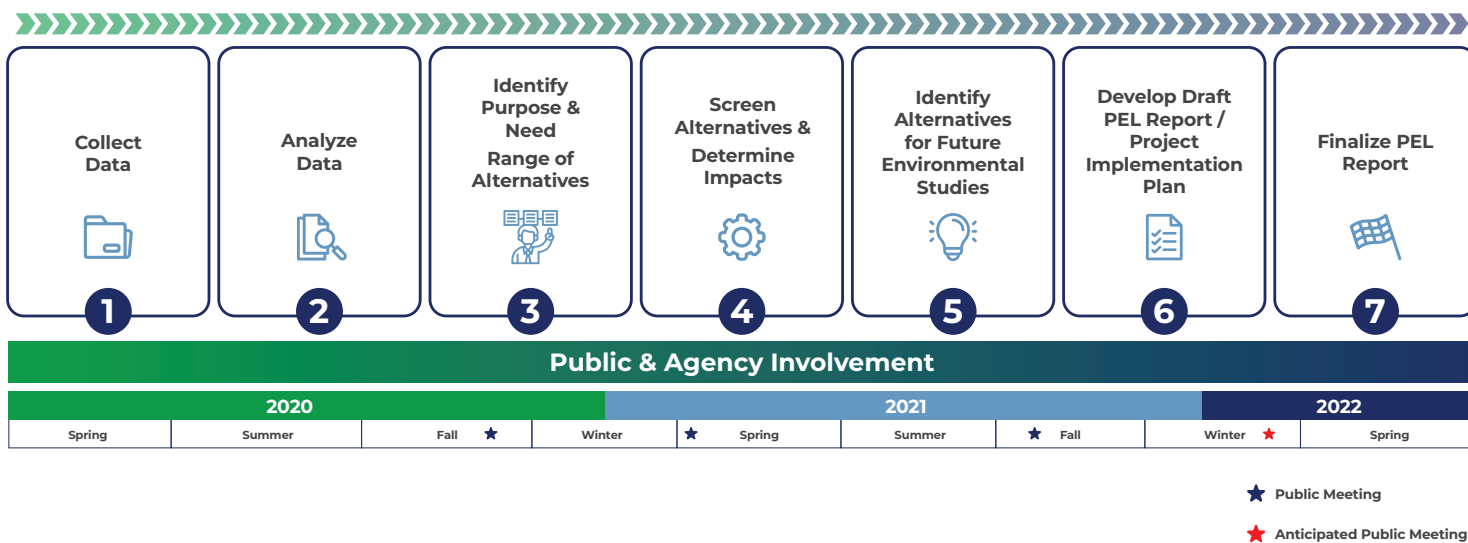 Collect
Data
1
Analyze
Data
2
Identify
Purpose &
Need
Range of
Alternatives
3
Screen
Alternatives &
Determine
Impacts
4
Identify
Alternatives
for Future
Environmental
Studies
5
Develop Draft
PEL Report /
Project
Implementation
Plan
6
Finalize PEL
Report
7
Public & Agency Involvement
2020 2021 2022
Spring Summer Fall Winter Spring Summer Fall Winter Spring
Public Meeting
Anticipated Public Meeting